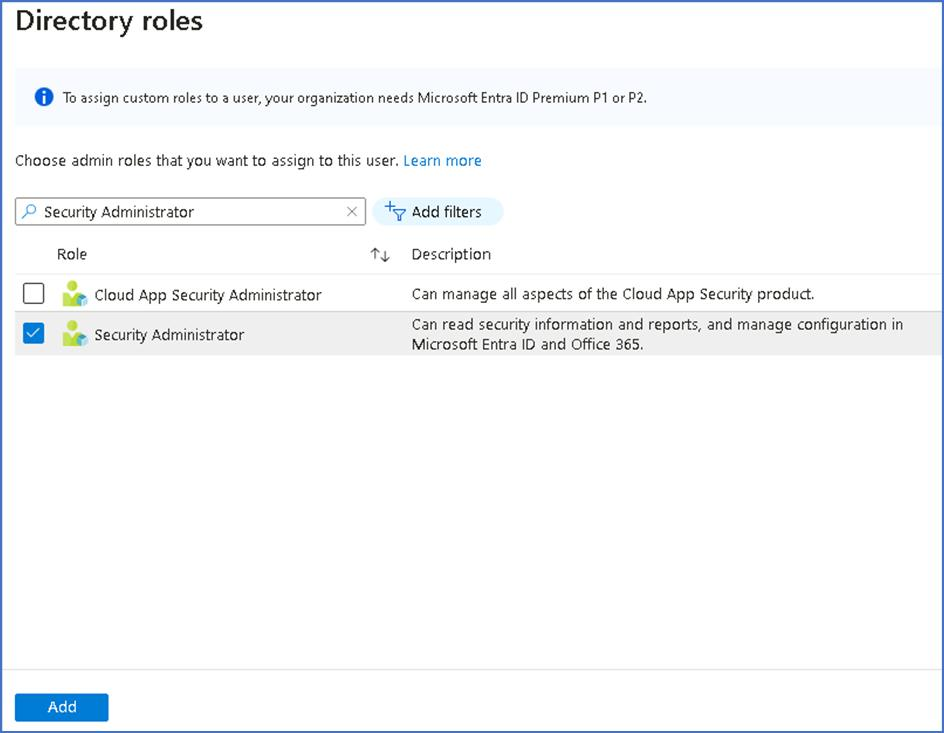 Directory roles
To assign custom roles to a user, your organization needs Microsoft Entra ID Premium P1 or P2.
Choose admin roles that you want to assign to this user. Learn more
Security Administrator
Add filters
Role
Description
Cloud App Security Administrator
Can manage all aspects of the Cloud App Security product.
Security Administrator
Can read security information and reports, and manage configuration in
Microsoft Entra ID and Office 365.
Add